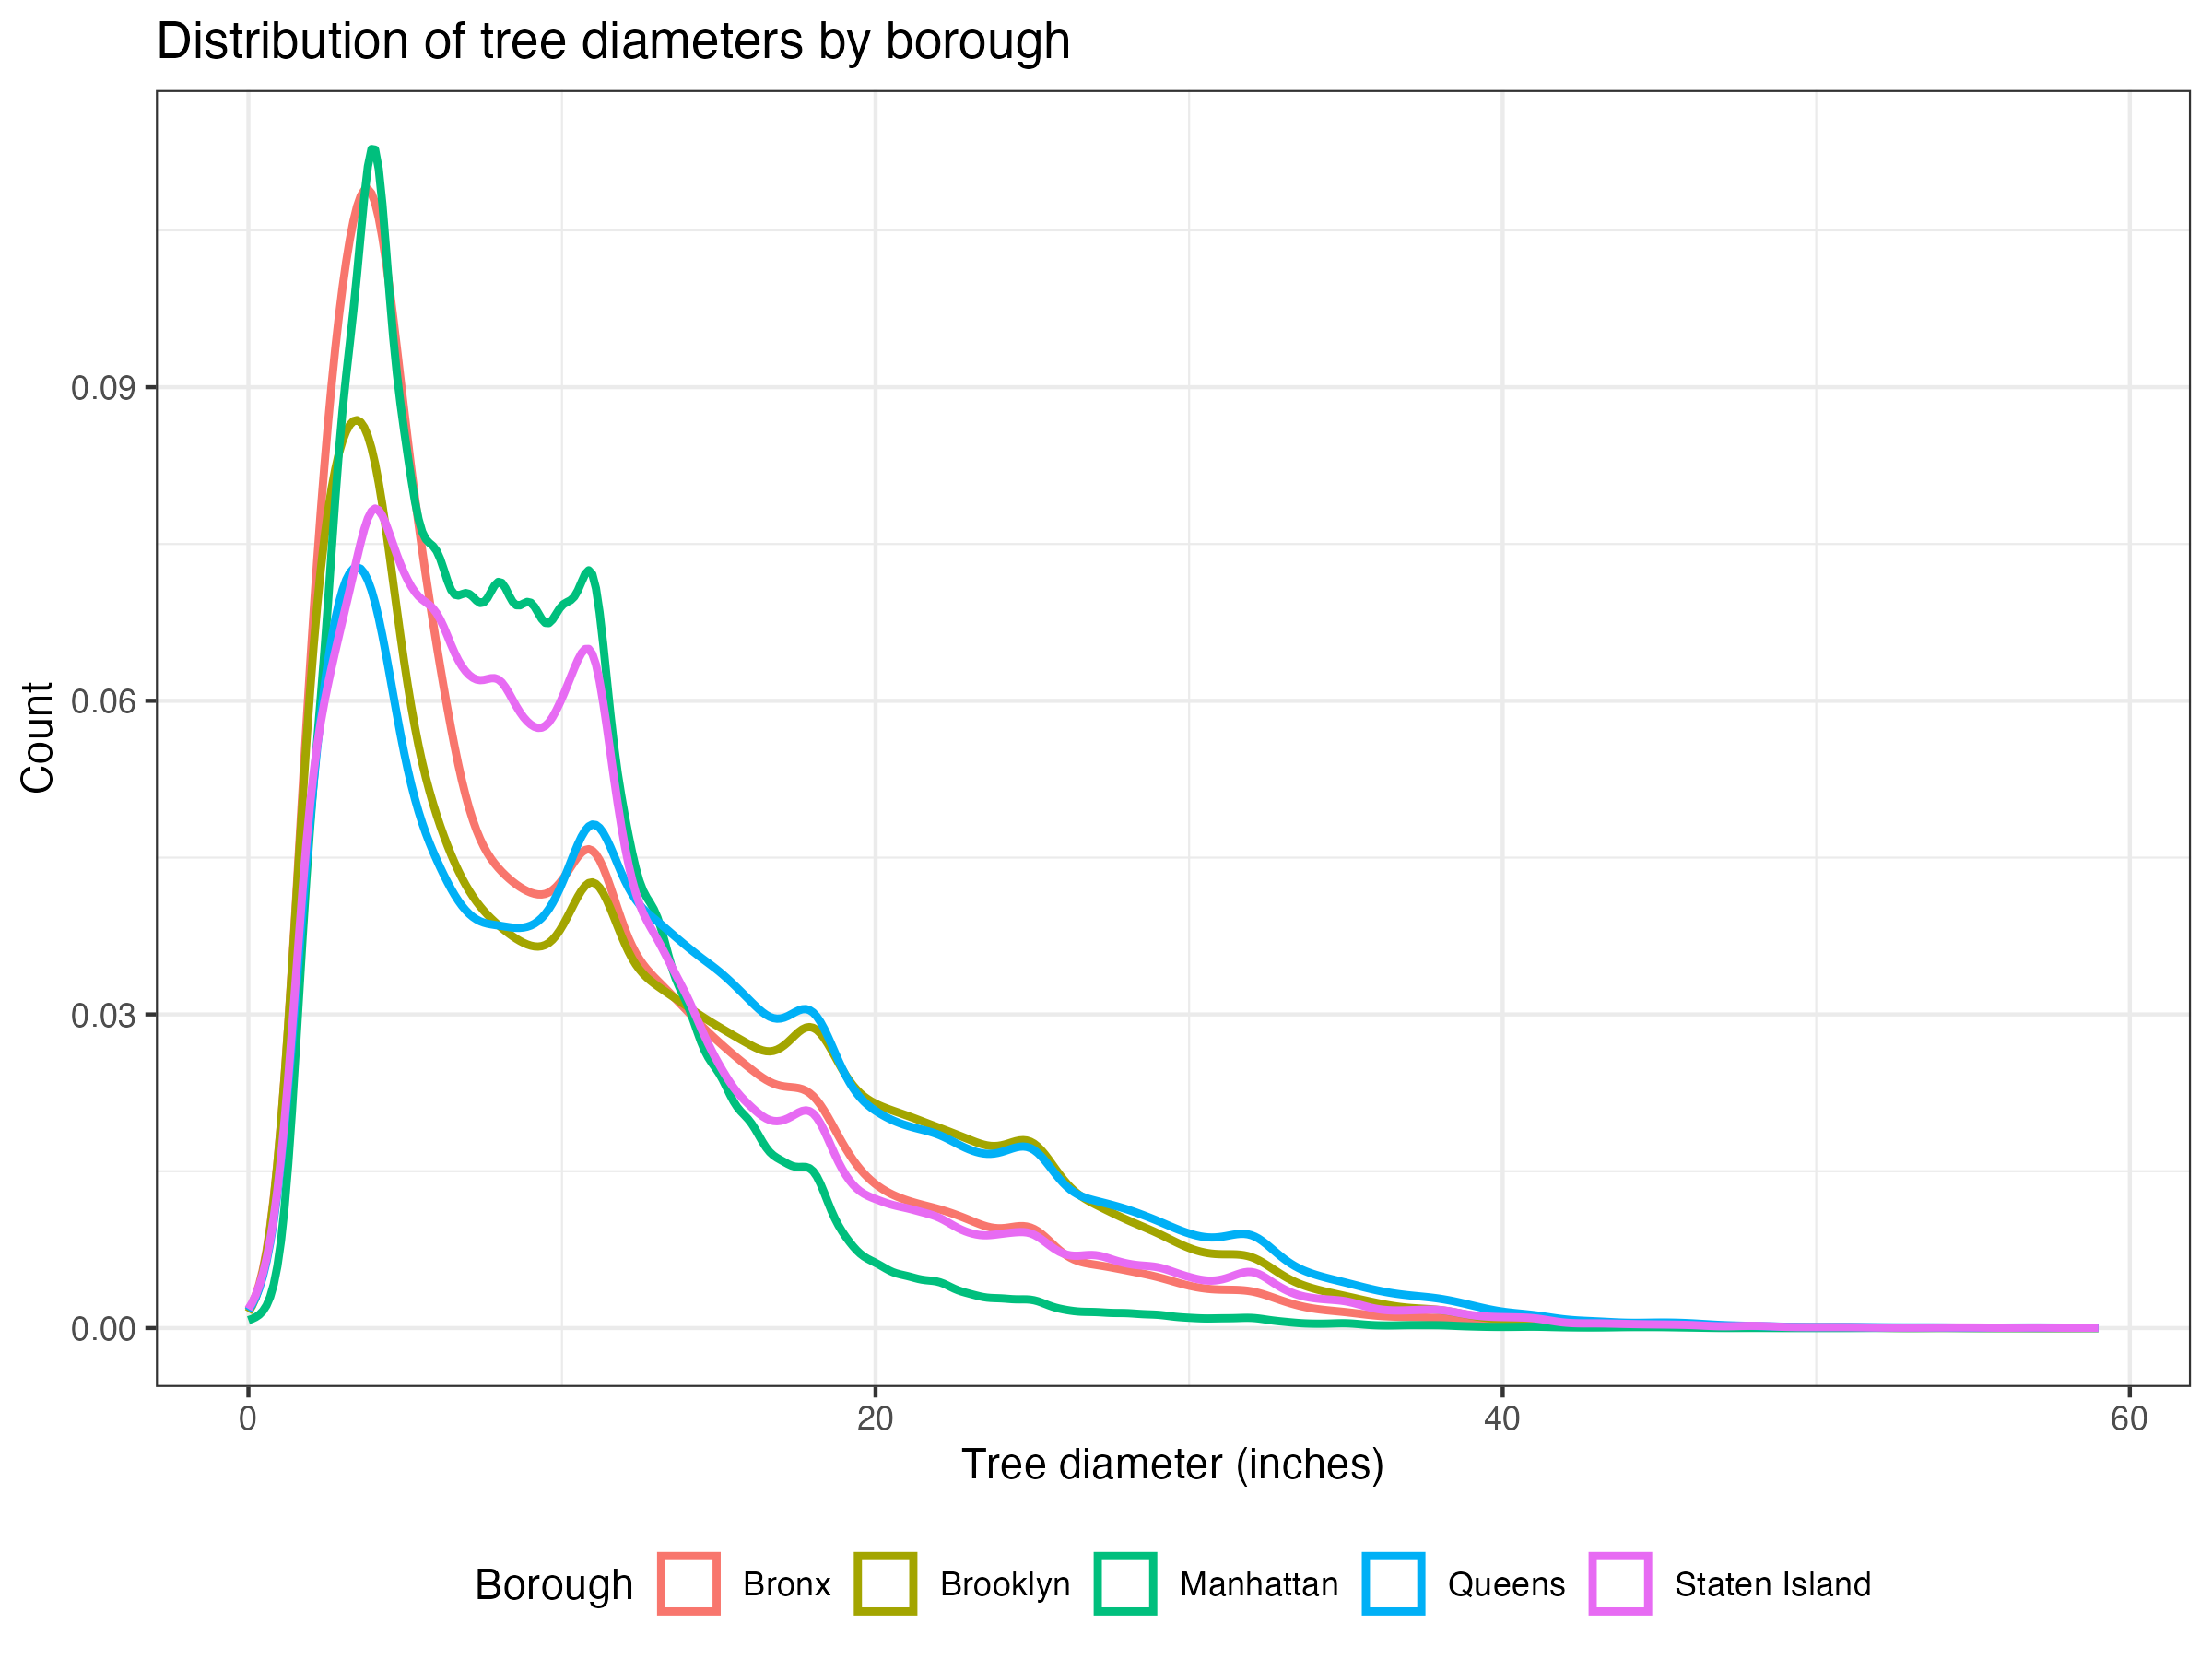 Distribution of tree diameters by borough
Count
0.09
0.06
0.03
0.00
0 20 40 60
Tree diameter (inches)
Borough Bronx Brooklyn Manhattan Queens Staten Island